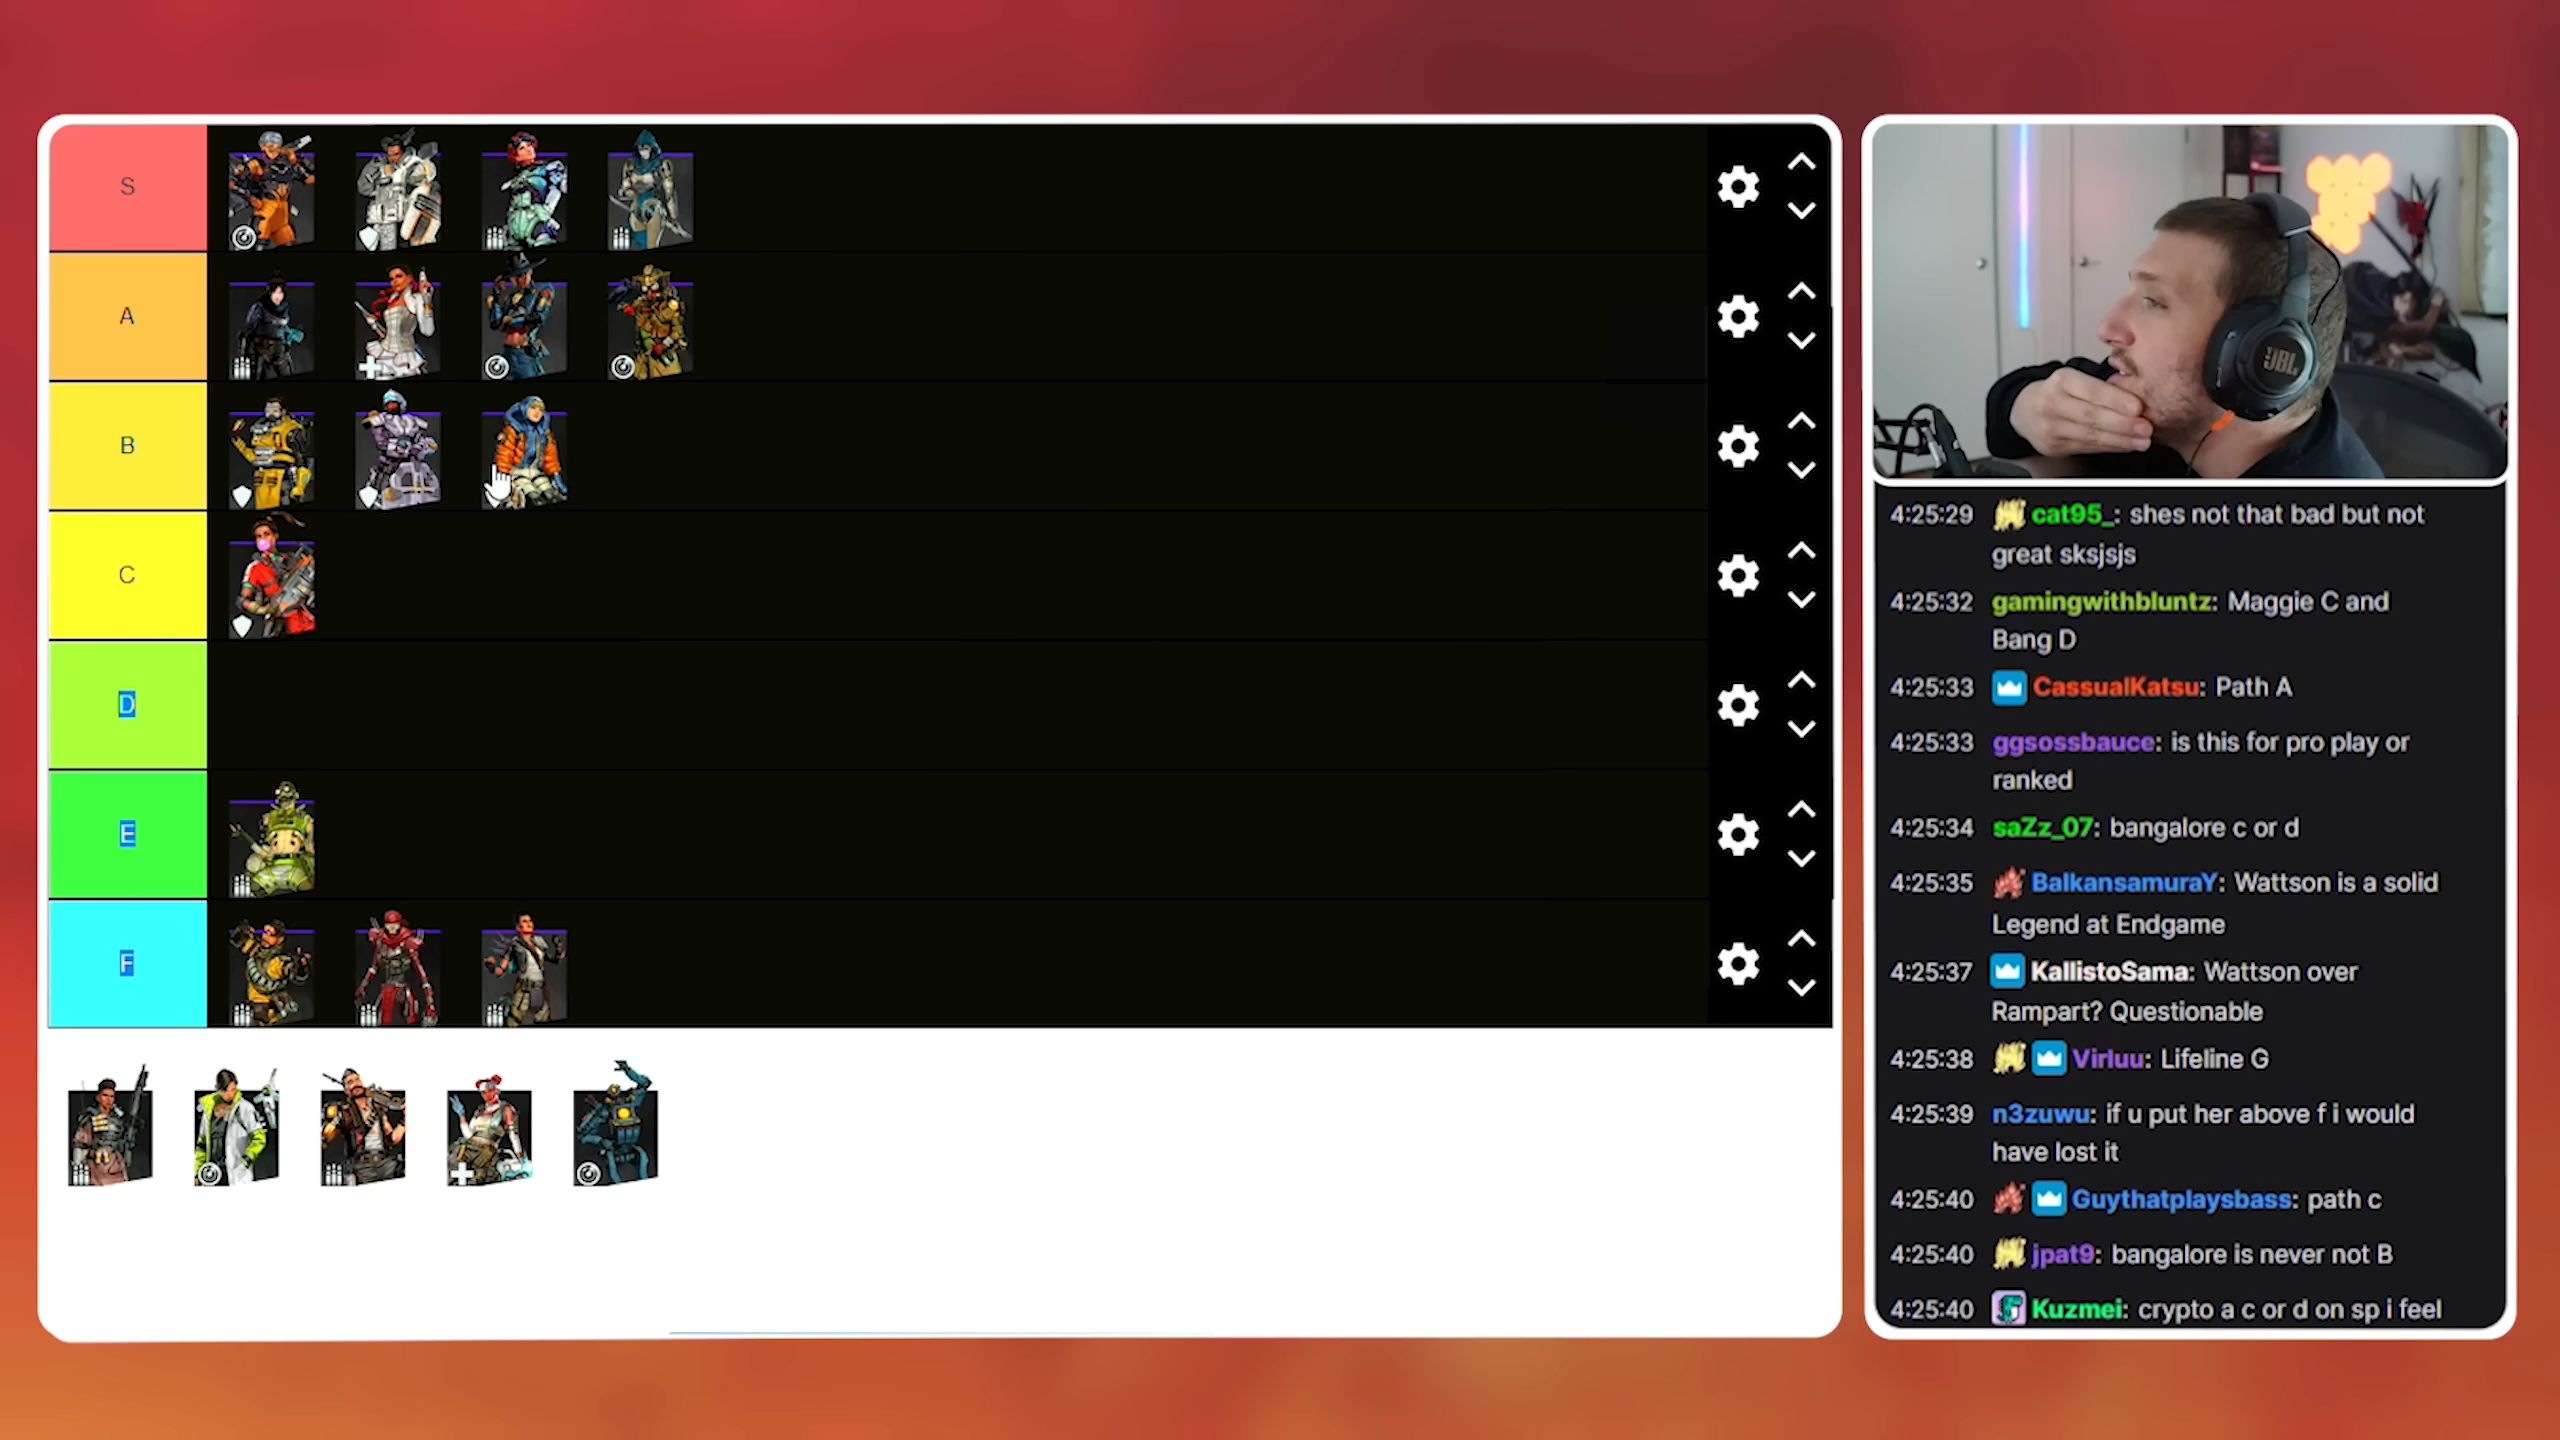 S
A
B
C
D
E
F
JBL
4:25:29 cat95_: shes not that bad but not
great sksjsjs
4:25:32 gamingwithbluntz: Maggie C and
Bang D
4:25:33 CassualKatsu: Path A
4:25:33 ggsossbauce: is this for pro play or
ranked
4:25:34 saZz_07: bangalore c or d
4:25:35 BalkansamuraY: Wattson is a solid
Legend at Endgame
4:25:37 KallistoSama: Wattson over
Rampart? Questionable
4:25:38 Virluu: Lifeline G
4:25:39 n3zuwu: if u put her above f i would
have lost it
4:25:40 Guythatplaysbass: path c
4:25:40 jpat9: bangalore is never not B
4:25:40 Kuzmei: crypto a c or d on sp i feel